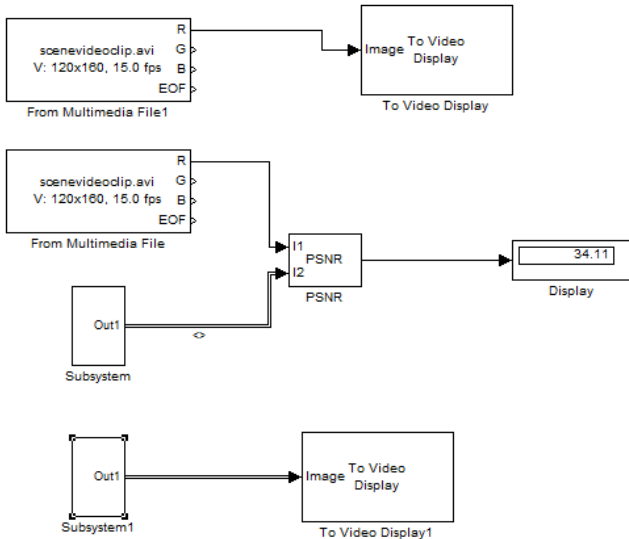 R
scenevideoclip.avi
G
V: 120x160, 15.0 fps
B
EOF
From Multimedia File1
Image
To Video
Display
To Video Display
R
scenevideoclip.avi
G
V: 120x160, 15.0 fps
B
EOF
From Multimedia File
I1
PSNR
I2
PSNR
34.11
Display
Out1
<>
Subsystem
Out1
Subsystem1
Image
To Video
Display
To Video Display1